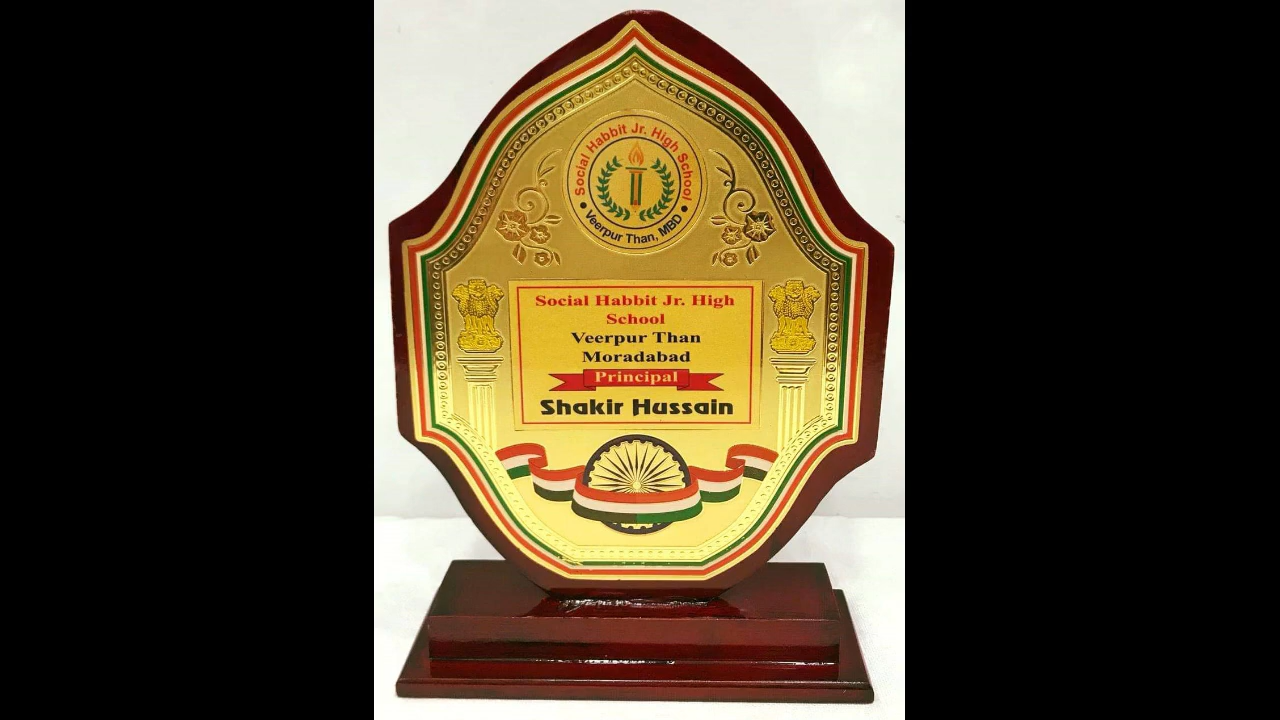 Social Habbit Jr. High School
• Veerpur Than, MBD •
Social Habbit Jr. High
School
Veerpur Than
Moradabad
Principal
Shakir Hussain